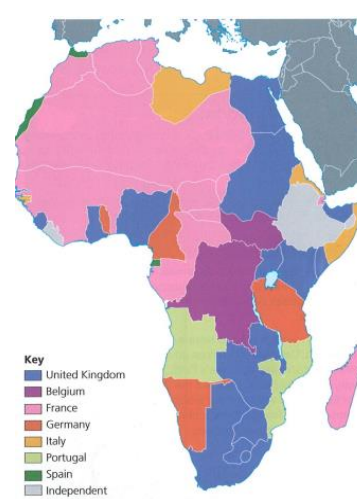 Key
United Kingdom
Belgium
France
Germany
Italy
Portugal
Spain
Independent